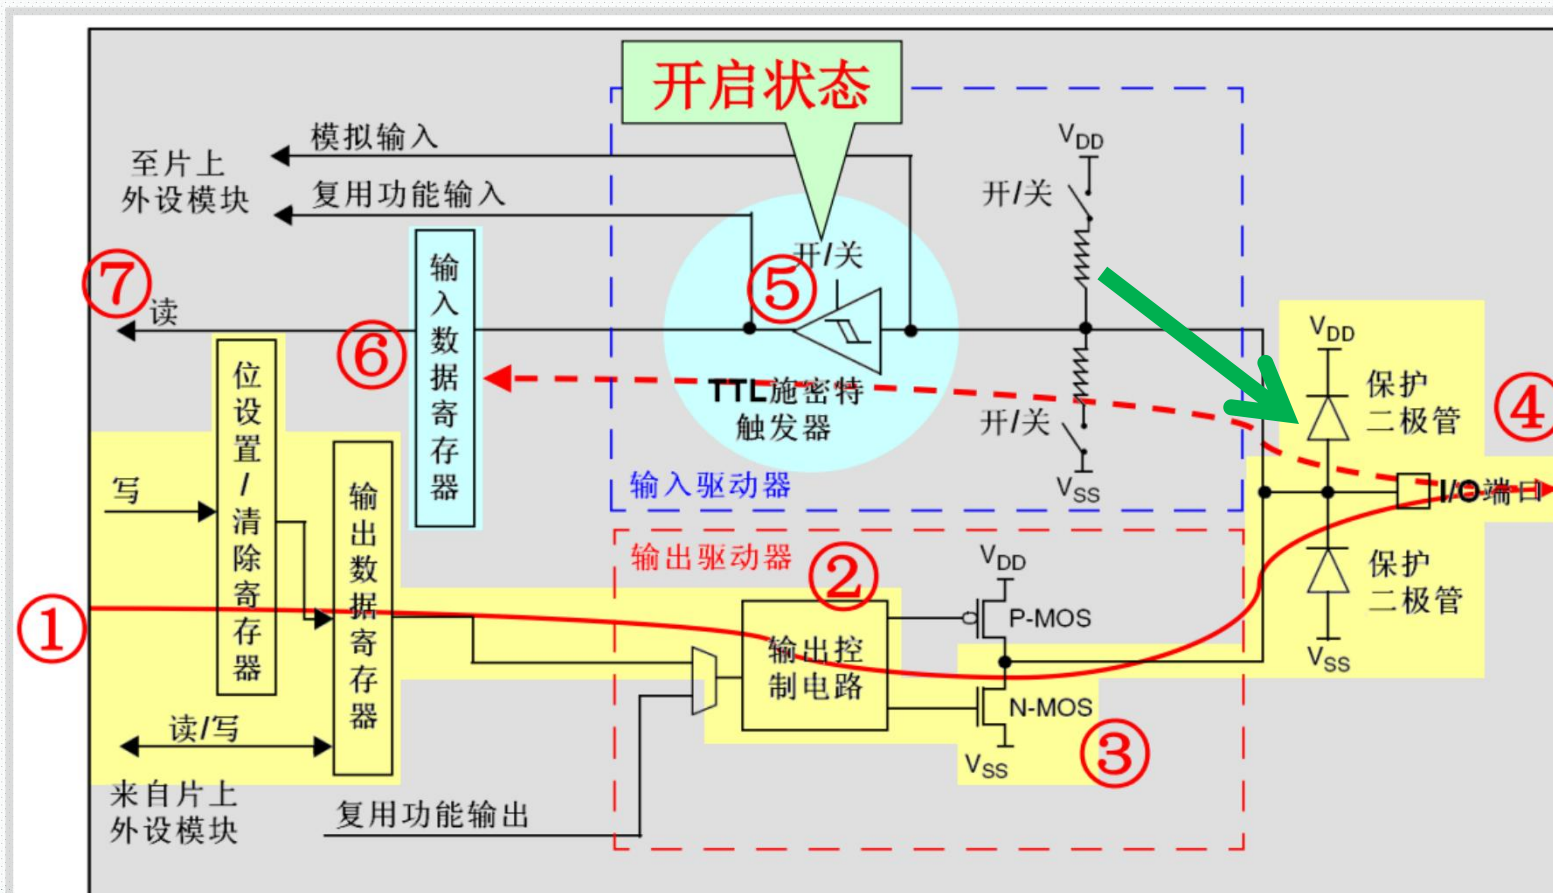 开启状态
模拟输入
至片上
外设模块
复用功能输入
V_DD
开/关
开/关
⑤
⑦
读
⑥
输入数据寄存器
TTL施密特
触发器
开/关
V_SS
输入驱动器
V_DD
保护
二极管
④
I/O端口
位设置/清除寄存器
写
输出数据寄存器
①
输出驱动器
②
V_DD
P-MOS
输出控
制电路
N-MOS
③
V_SS
保护
二极管
V_SS
读/写
来自片上
外设模块
复用功能输出